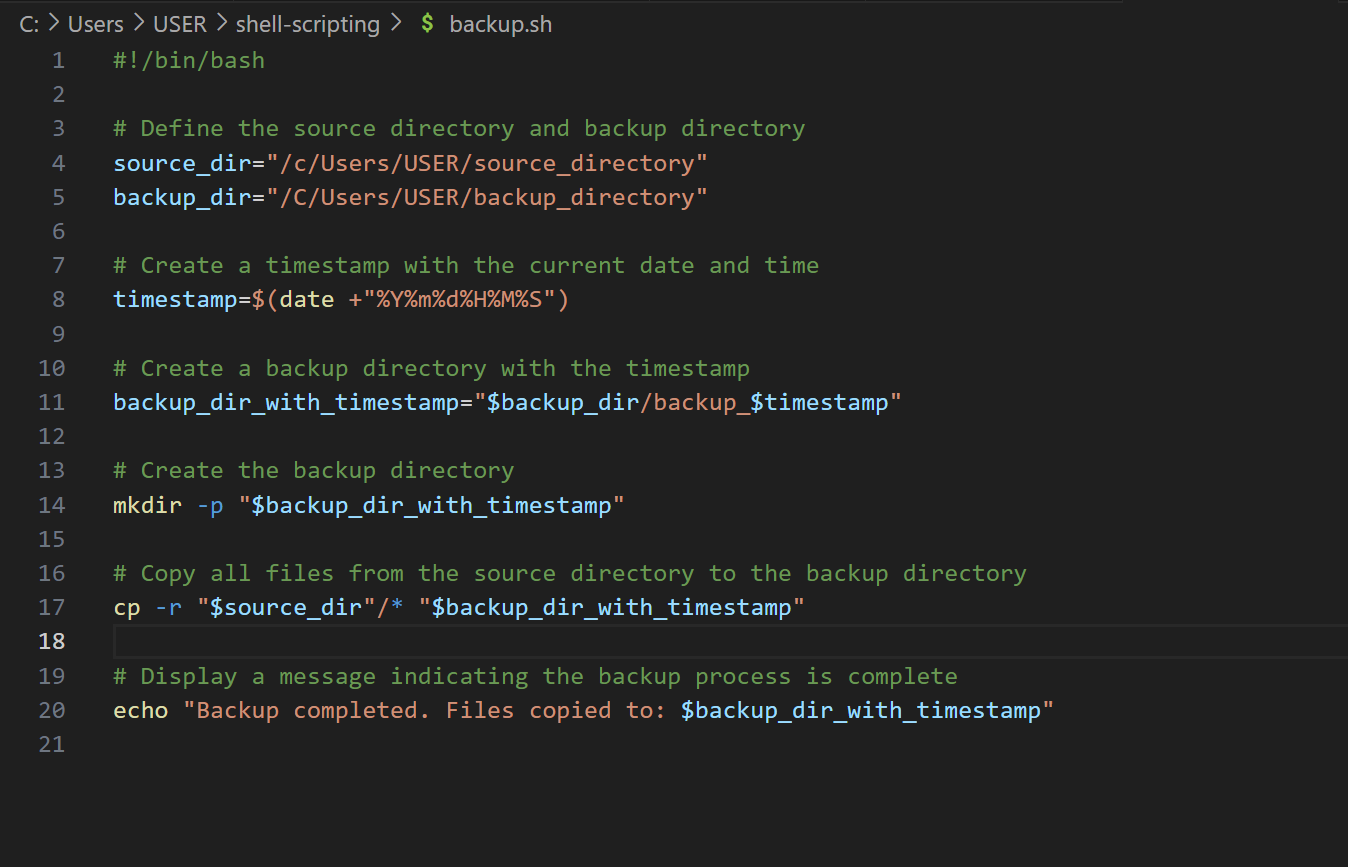 C: > Users > USER > shell-scripting > $ backup.sh
1 #!/bin/bash
2
3 # Define the source directory and backup directory
4 source_dir="/c/Users/USER/source_directory"
5 backup_dir="/C/Users/USER/backup_directory"
6
7 # Create a timestamp with the current date and time
8 timestamp=$(date +"%Y%m%d%H%M%S")
9
10 # Create a backup directory with the timestamp
11 backup_dir_with_timestamp="$backup_dir/backup_$timestamp"
12
13 # Create the backup directory
14 mkdir -p "$backup_dir_with_timestamp"
15
16 # Copy all files from the source directory to the backup directory
17 cp -r "$source_dir"/* "$backup_dir_with_timestamp"
18
19 # Display a message indicating the backup process is complete
20 echo "Backup completed. Files copied to: $backup_dir_with_timestamp"
21